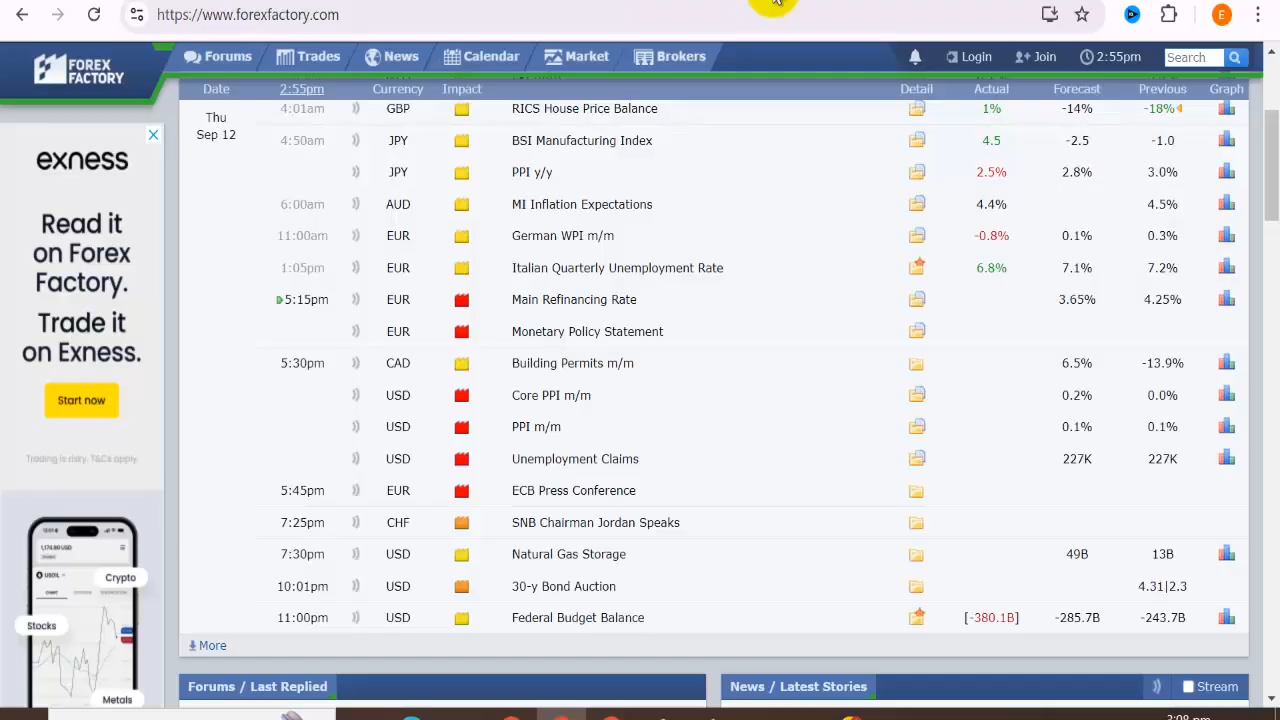 https://www.forexfactory.com
E
FOREX FACTORY
Forums Trades News Calendar Market Brokers Login Join 2:55pm Search
Date 2:55pm Currency Impact Detail Actual Forecast Previous Graph
Thu Sep 12 4:01am GBP RICS House Price Balance 1% -14% -18%
4:50am JPY BSI Manufacturing Index 4.5 -2.5 -1.0
JPY PPI y/y 2.5% 2.8% 3.0%
6:00am AUD MI Inflation Expectations 4.4% 4.5%
11:00am EUR German WPI m/m -0.8% 0.1% 0.3%
1:05pm EUR Italian Quarterly Unemployment Rate 6.8% 7.1% 7.2%
5:15pm EUR Main Refinancing Rate 3.65% 4.25%
EUR Monetary Policy Statement
5:30pm CAD Building Permits m/m 6.5% -13.9%
USD Core PPI m/m 0.2% 0.0%
USD PPI m/m 0.1% 0.1%
USD Unemployment Claims 227K 227K
5:45pm EUR ECB Press Conference
7:25pm CHF SNB Chairman Jordan Speaks
7:30pm USD Natural Gas Storage 49B 13B
10:01pm USD 30-y Bond Auction 4.31|2.3
11:00pm USD Federal Budget Balance [-380.1B] -285.7B -243.7B
More
Forums / Last Replied
News / Latest Stories Stream
exness
Read it
on Forex
Factory.
Trade it
on Exness.
Start now
Trading is risky. T&Cs apply.
Crypto
Stocks
Metals